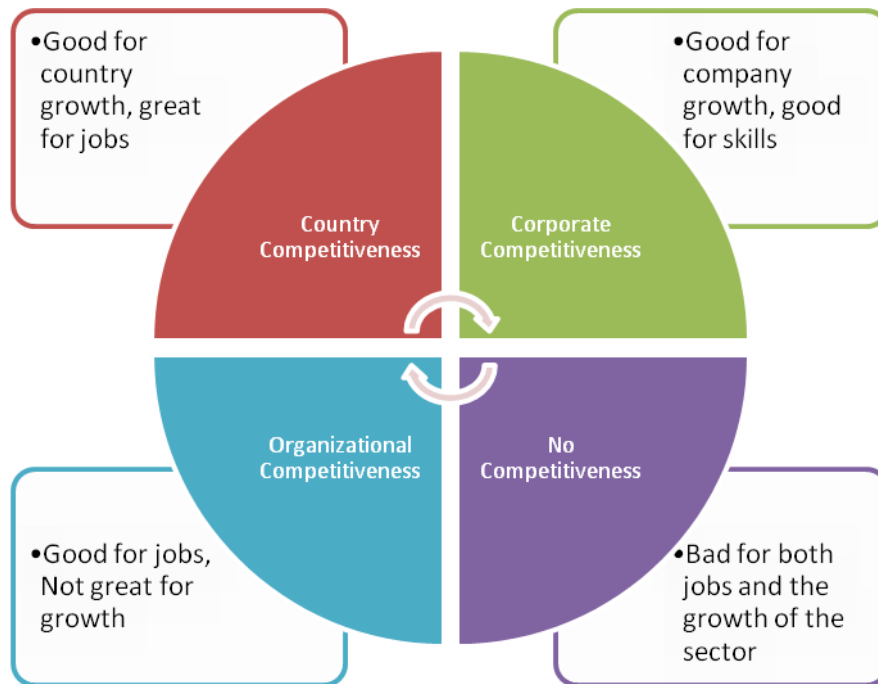 •Good for
country
growth, great
for jobs
•Good for
company
growth, good
for skills
Country
Competitiveness
Corporate
Competitiveness
Organizational
Competitiveness
No
Competitiveness
•Good for jobs,
Not great for
growth
•Bad for both
jobs and the
growth of the
sector